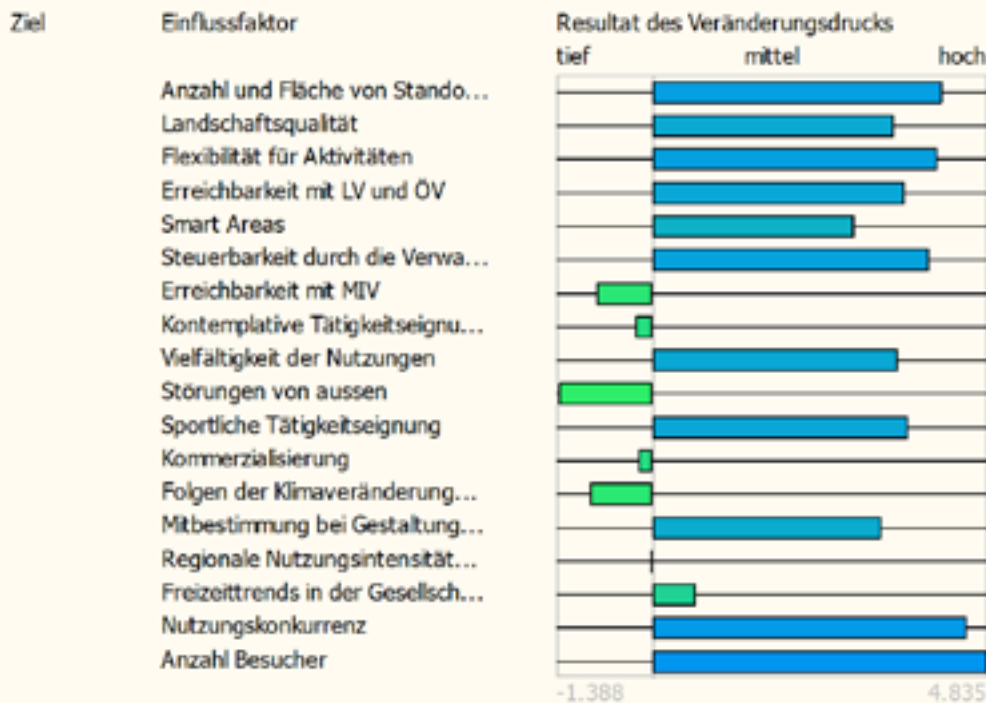 Ziel Einflussfaktor Resultat des Veränderungsdrucks
tief mittel hoch
Anzahl und Fläche von Stando...
Landschaftsqualität
Flexibilität für Aktivitäten
Erreichbarkeit mit LV und ÖV
Smart Areas
Steuerbarkeit durch die Verwa...
Erreichbarkeit mit MIV
Kontemplative Tätigkeitseignu...
Vielfältigkeit der Nutzungen
Störungen von aussen
Sportliche Tätigkeitseignung
Kommerzialisierung
Folgen der Klimaveränderung...
Mitbestimmung bei Gestaltung...
Regionale Nutzungsintensität...
Freizeittrends in der Gesellsch...
Nutzungskonkurrenz
Anzahl Besucher
-1.388 4.835